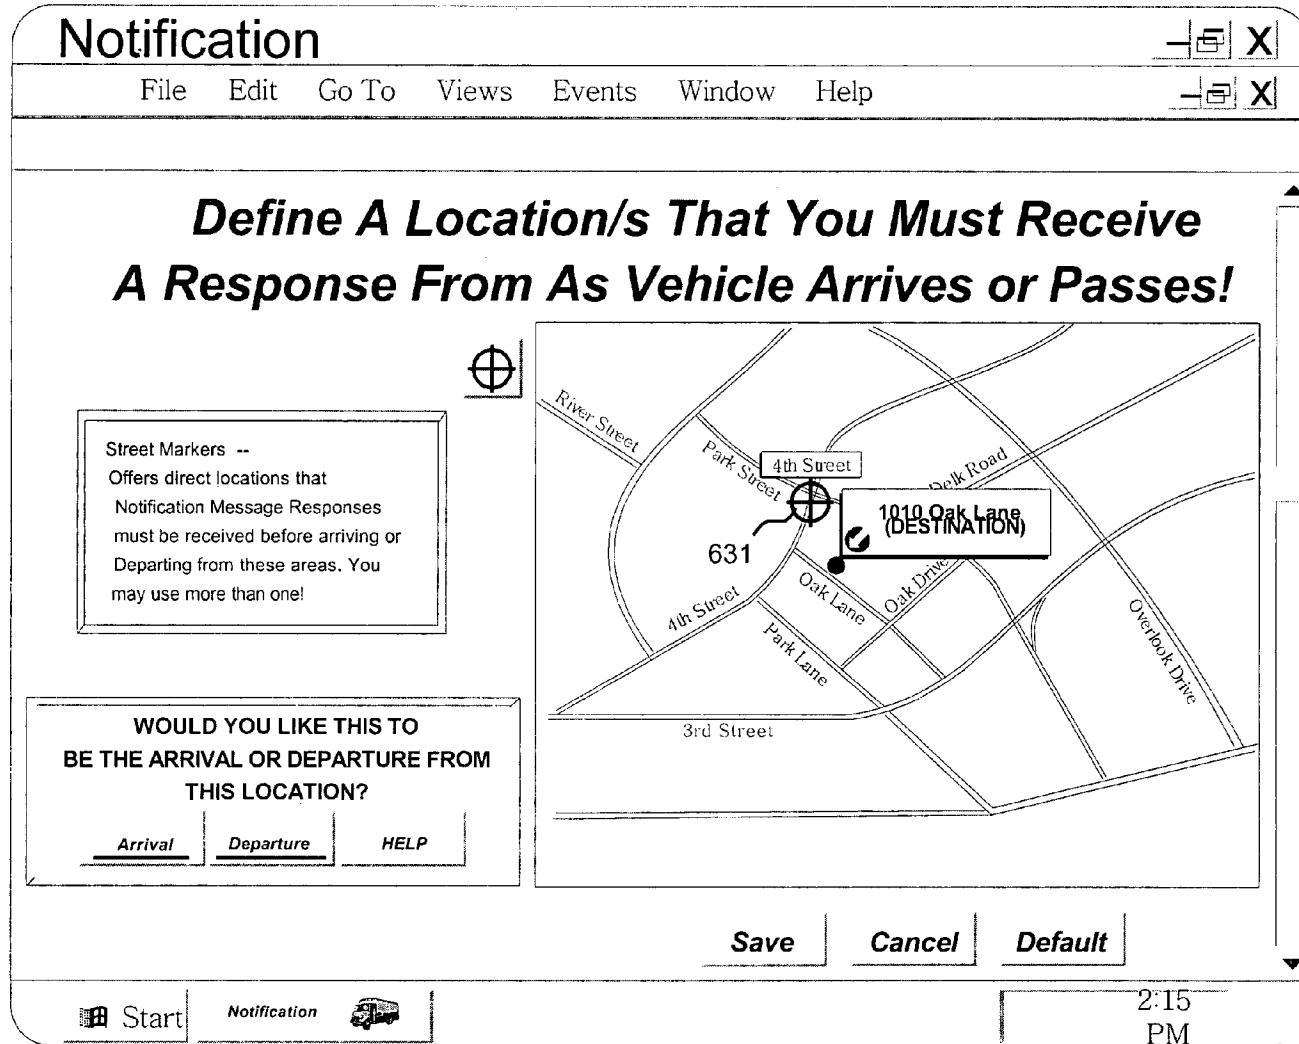 Notification
X
File Edit Go To Views Events Window Help
X
Define A Location/s That You Must Receive
A Response From As Vehicle Arrives or Passes!
Street Markers --
Offers direct locations that
Notification Message Responses
must be received before arriving or
Departing from these areas. You
may use more than one!
WOULD YOU LIKE THIS TO
BE THE ARRIVAL OR DEPARTURE FROM
THIS LOCATION?
Arrival Departure HELP
River Street
Park Street
4th Street
Delk Road
1010 Oak Lane
(DESTINATION)
631
Oak Lane
Oak Drive
4th Street
Park Lane
Overlook Drive
3rd Street
Save Cancel Default
Start
Notification
2:15
PM